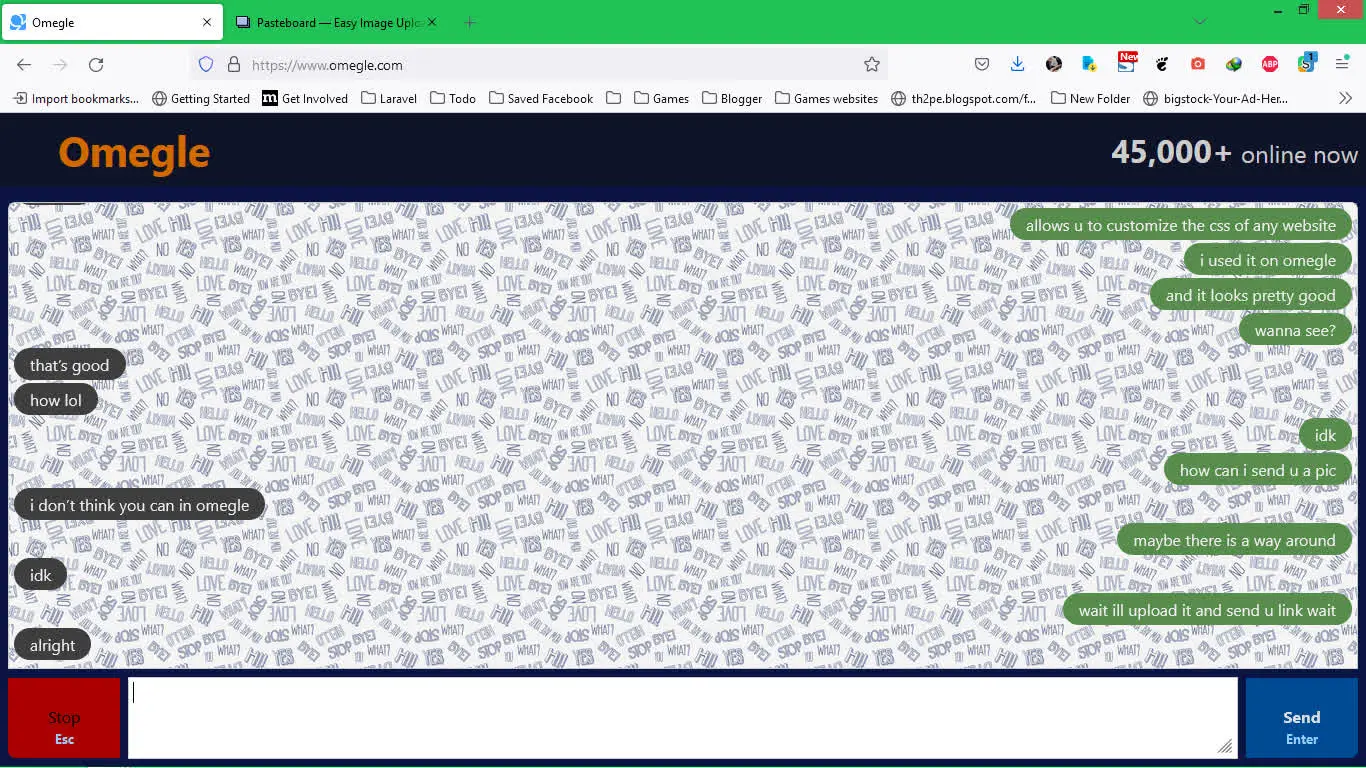 Omegle
Pasteboard — Easy Image Uplo
https://www.omegle.com
New
ABP
1
Import bookmarks...
Getting Started
Get Involved
Laravel
Todo
Saved Facebook
Games
Blogger
Games websites
th2pe.blogspot.com/f...
New Folder
bigstock-Your-Ad-Her...
Omegle
45,000+ online now
allows u to customize the css of any website
i used it on omegle
and it looks pretty good
wanna see?
that’s good
how lol
idk
how can i send u a pic
i don’t think you can in omegle
maybe there is a way around
idk
wait ill upload it and send u link wait
alright
Stop
Esc
Send
Enter